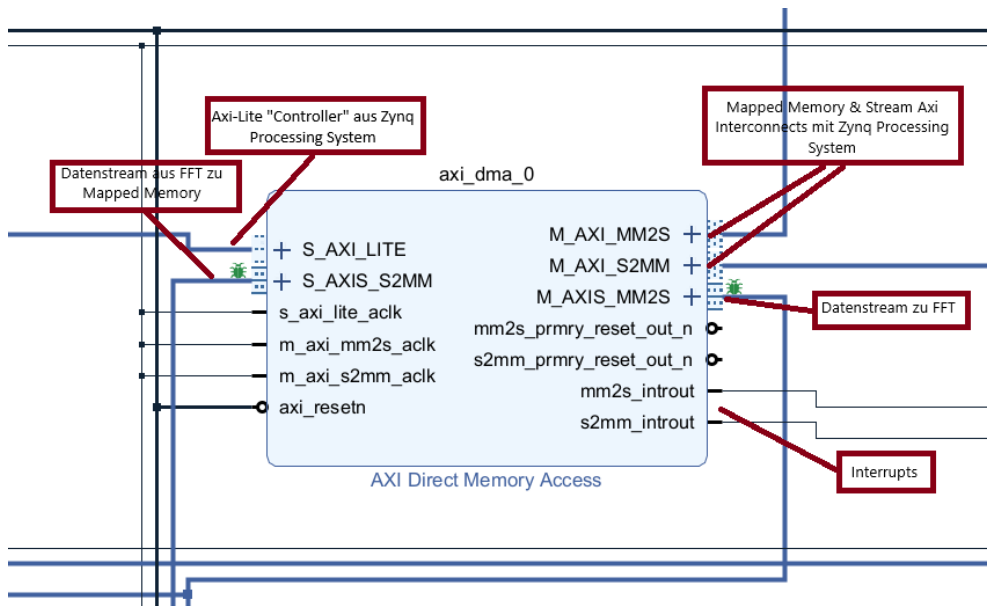 Axi-Lite "Controller" aus Zynq
Processing System
Mapped Memory & Stream Axi
Interconnects mit Zynq Processing
System
Datenstream aus FFT zu
Mapped Memory
axi_dma_0
S_AXI_LITE
S_AXIS_S2MM
s_axi_lite_aclk
m_axi_mm2s_aclk
m_axi_s2mm_aclk
axi_resetn
M_AXI_MM2S
M_AXI_S2MM
M_AXIS_MM2S
mm2s_prmry_reset_out_n
s2mm_prmry_reset_out_n
mm2s_introut
s2mm_introut
Datenstream zu FFT
Interrupts
AXI Direct Memory Access